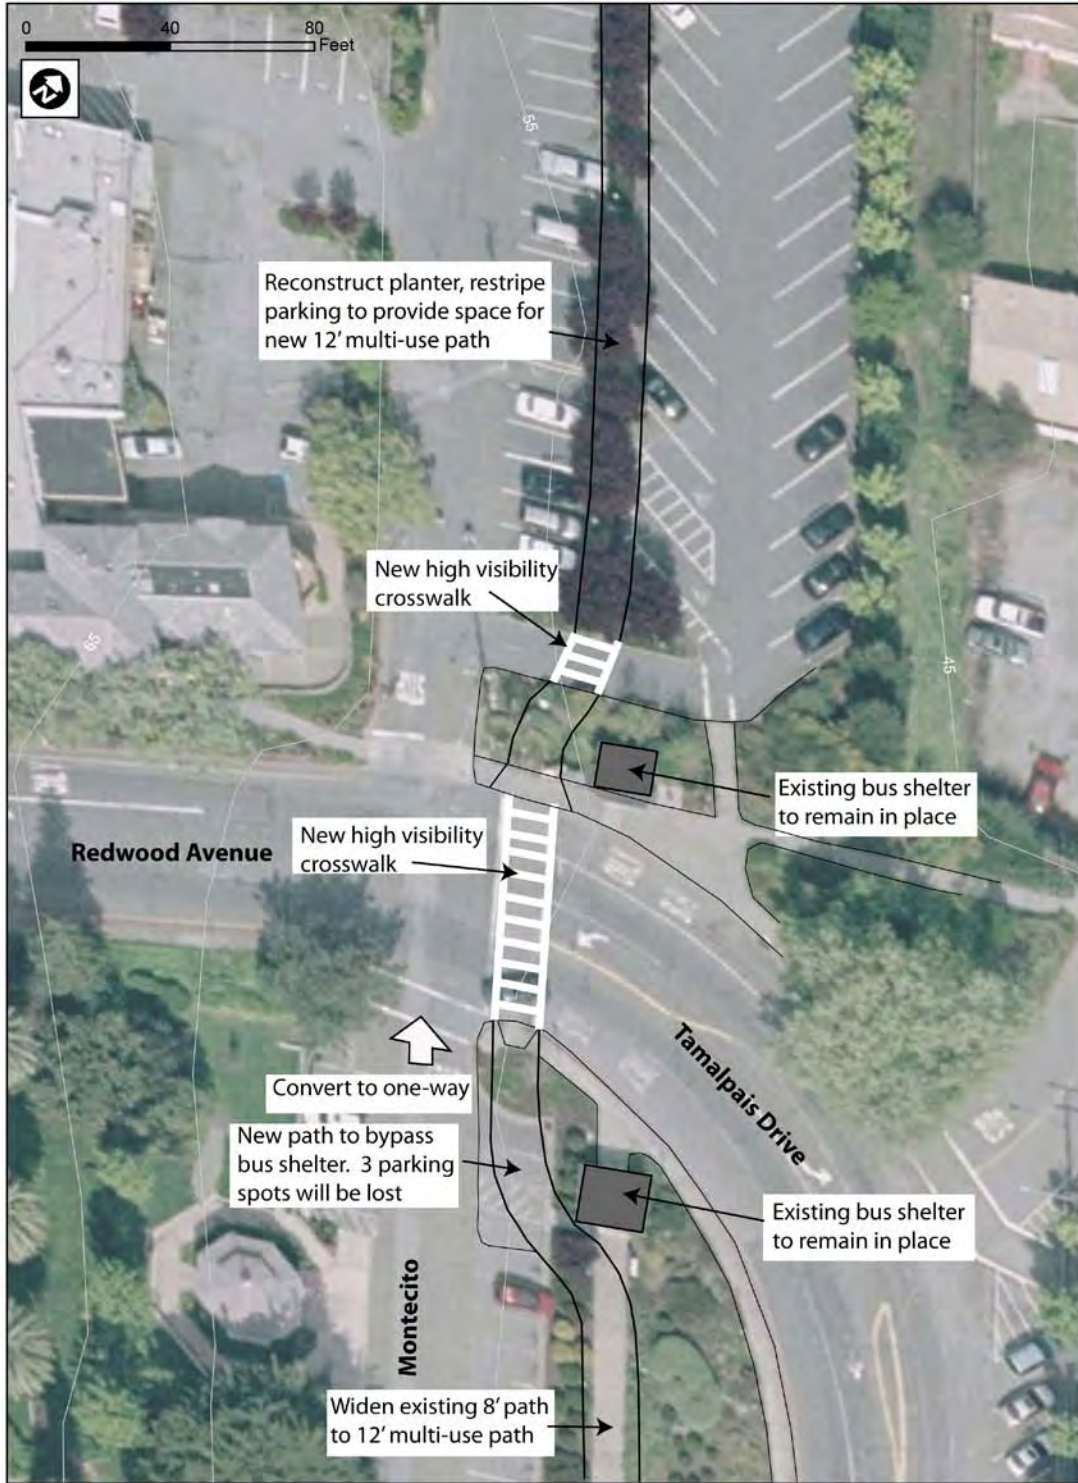 0 40 80
Feet
N
55
Reconstruct planter, restripe
parking to provide space for
new 12' multi-use path
New high visibility
crosswalk
65
45
Existing bus shelter
to remain in place
New high visibility
crosswalk
Redwood Avenue
Tamalpais Drive
Convert to one-way
New path to bypass
bus shelter. 3 parking
spots will be lost
Existing bus shelter
to remain in place
Montecito
Widen existing 8' path
to 12' multi-use path